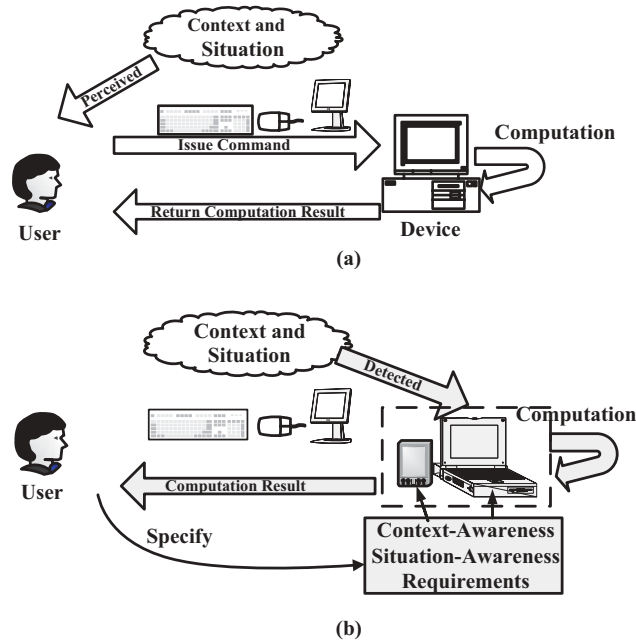 Context and
Situation
Perceived
Issue Command
Computation
Return Computation Result
User
Device
(a)
Context and
Situation
Detected
Computation
Computation Result
User
Specify
Context-Awareness
Situation-Awareness
Requirements
(b)